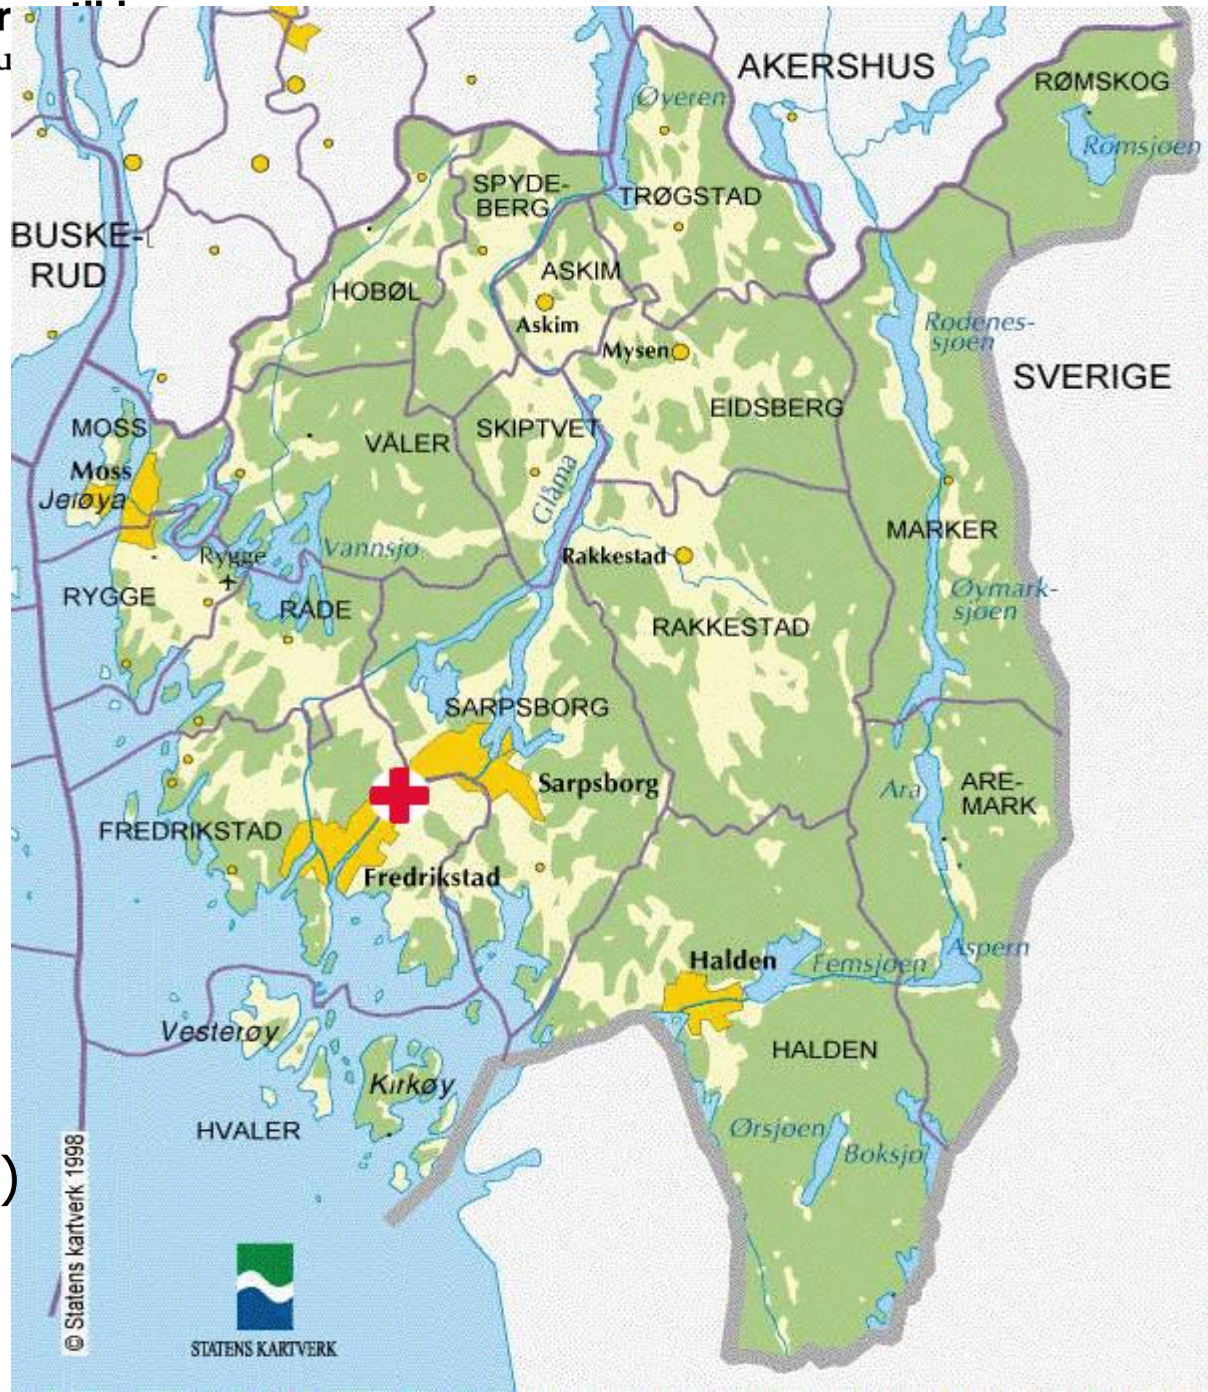 AKERSHUS
RØMSKOG
Øyeren
Rømsjøen
SPYDE-
BERG
TRØGSTAD
BUSKE-
RUD
ASKIM
HOBØL
Askim
Mysen
Rødenes-
sjøen
SVERIGE
EIDSBERG
MOSS
VÅLER
SKIPTVET
Moss
Jeløya
Glåma
MARKER
Vannsjø
Rygge
Rakkestad
RYGGE
RÅDE
Øymark-
sjøen
RAKKESTAD
SARPSBORG
Sarpsborg
Ara
ARE-
MARK
FREDRIKSTAD
Fredrikstad
Halden
Femsjøen
Aspern
Vesterøy
HALDEN
Kirkøy
HVALER
Ørsjøen
Boksjø
)
© Statens kartverk 1998
STATENS KARTVERK